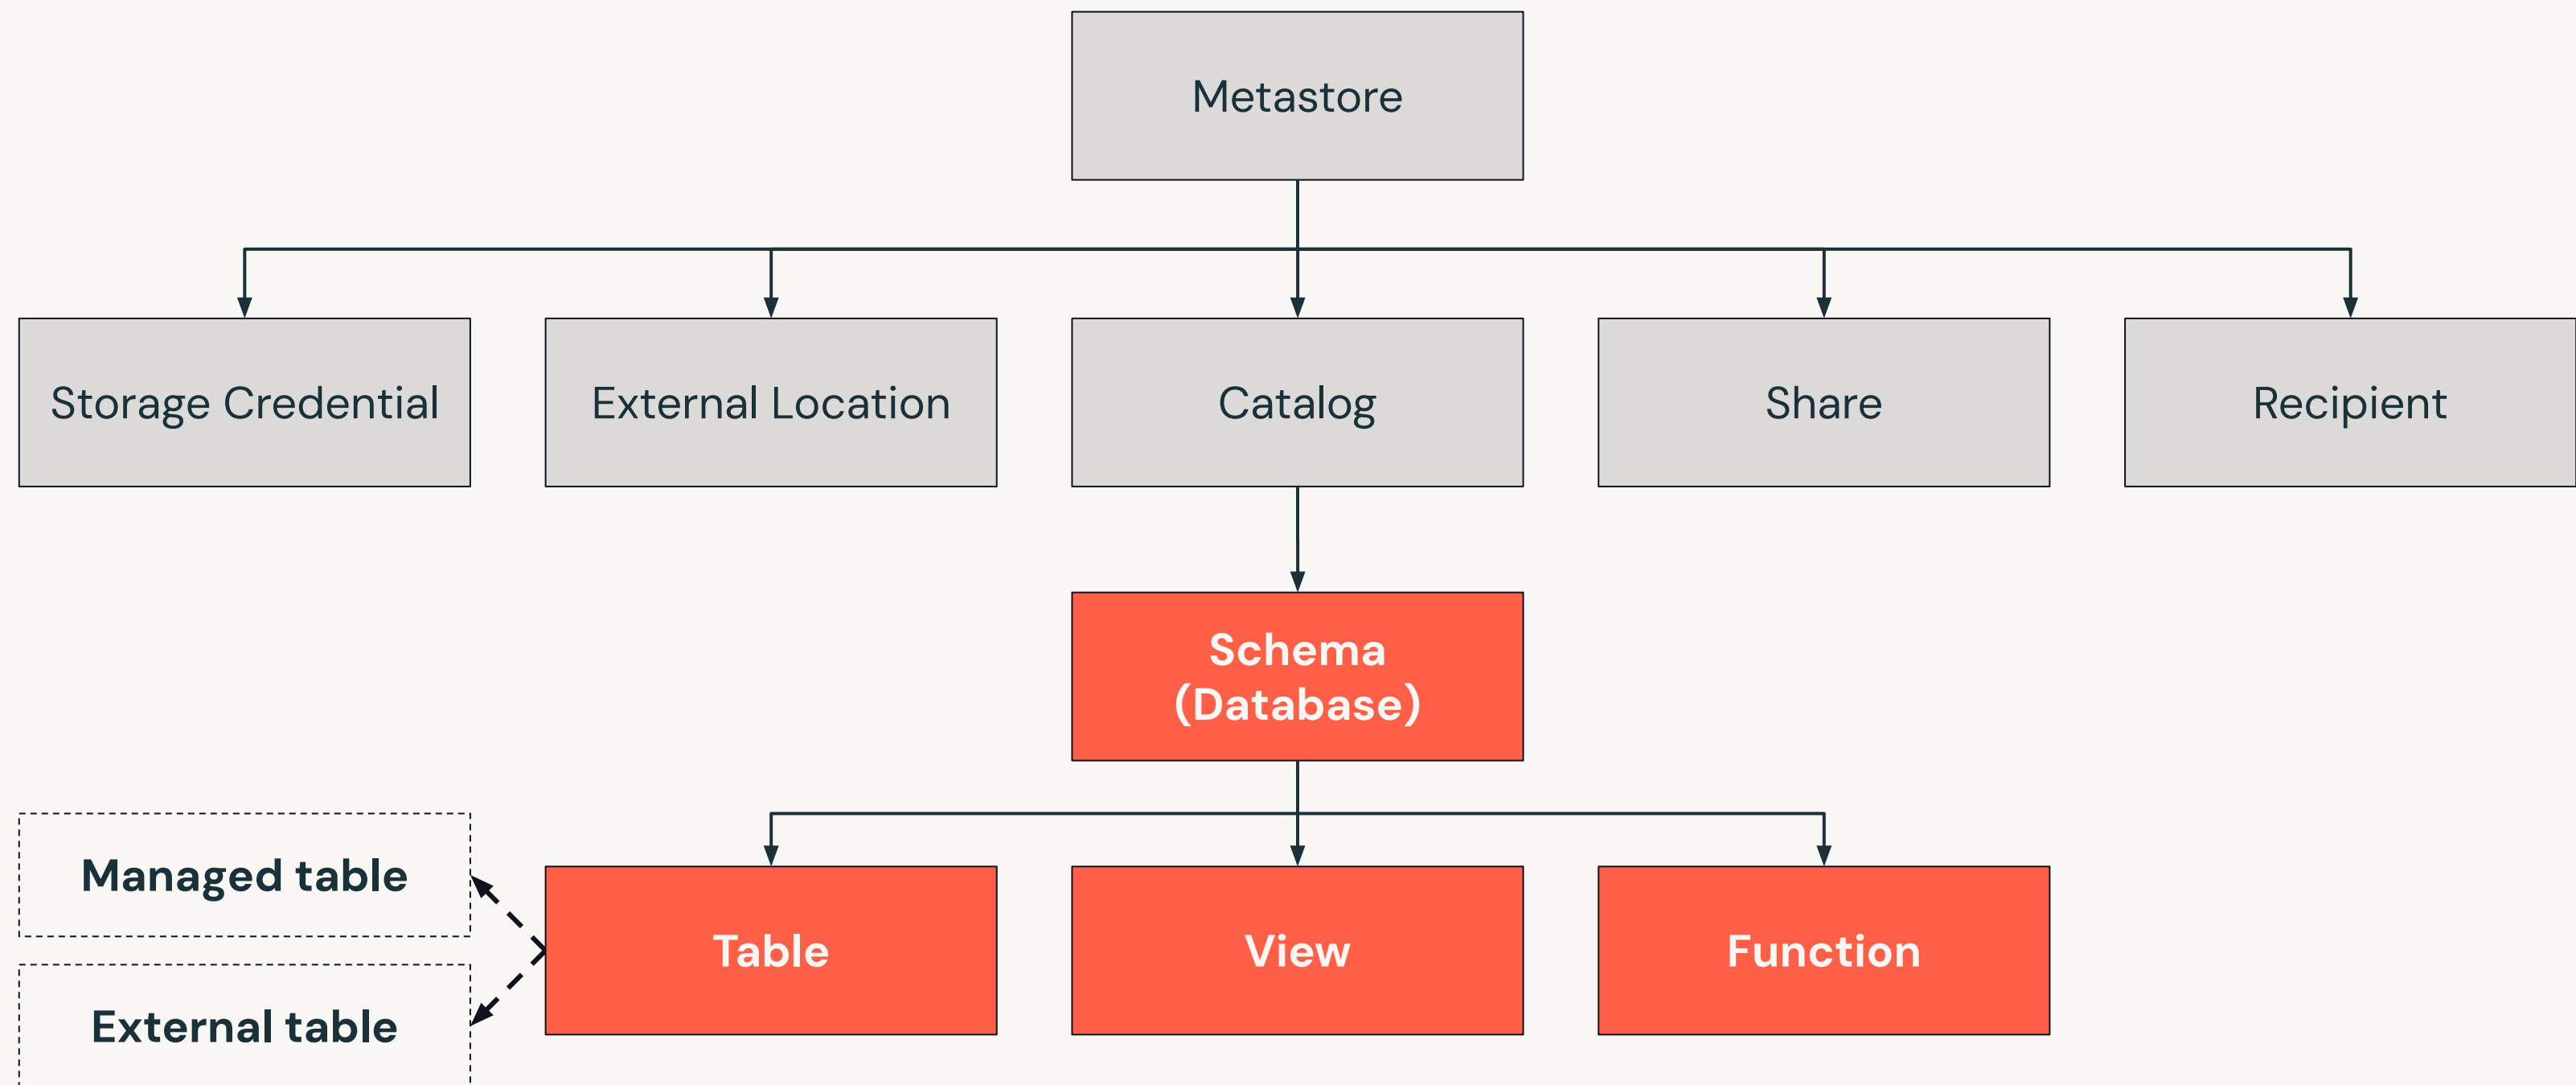 Metastore
Storage Credential
External Location
Catalog
Share
Recipient
Schema
(Database)
Managed table
External table
Table
View
Function